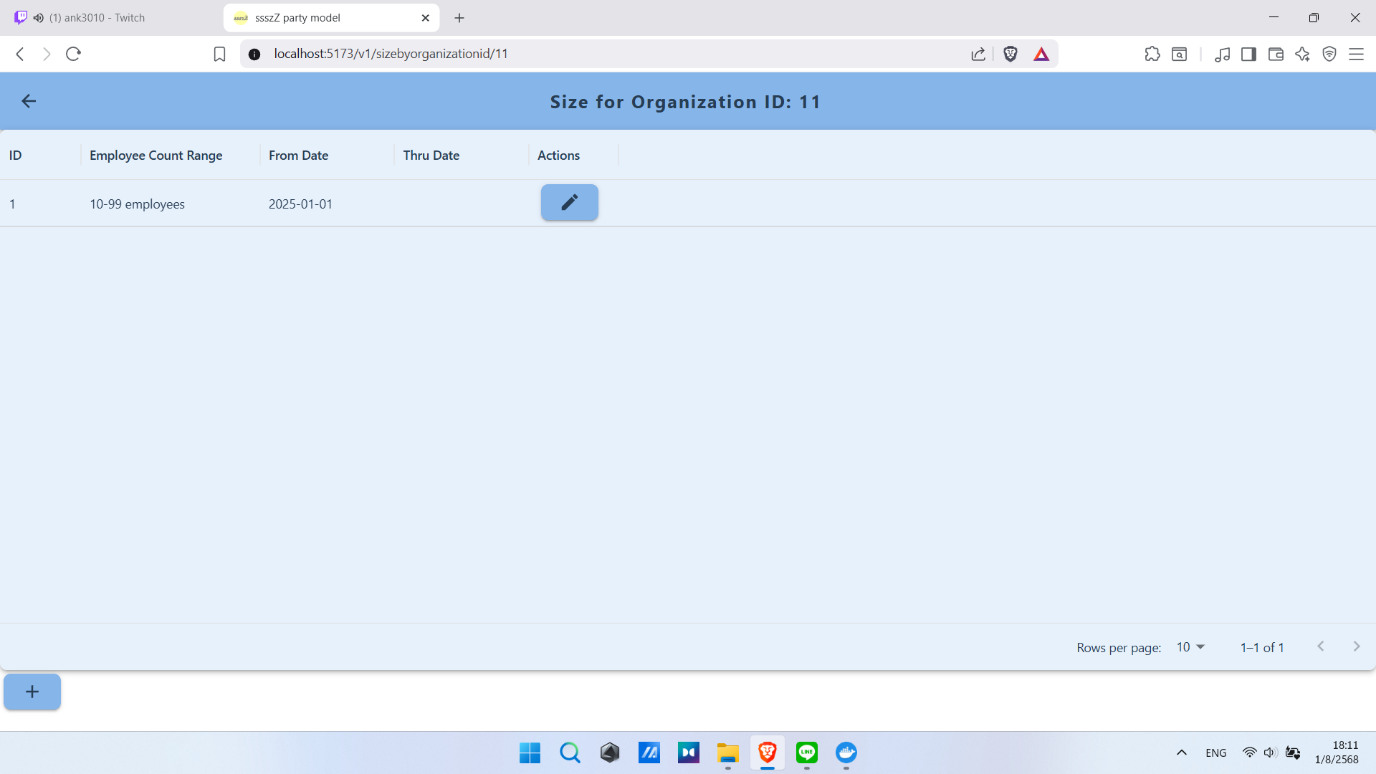 (1) ank3010 - Twitch
ssszZ party model
localhost:5173/v1/sizebyorganizationid/11
Size for Organization ID: 11
ID Employee Count Range From Date Thru Date Actions
1 10-99 employees 2025-01-01
Rows per page: 10 1–1 of 1
ENG
18:11
1/8/2568